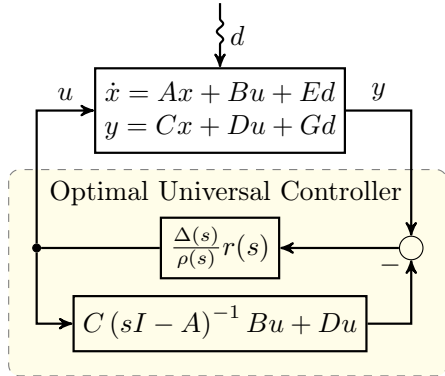 d
u
ẋ = Ax + Bu + Ed
y
y = Cx + Du + Gd
Optimal Universal Controller
Δ(s)/ρ(s) r(s)
−
C (sI − A)⁻¹ Bu + Du